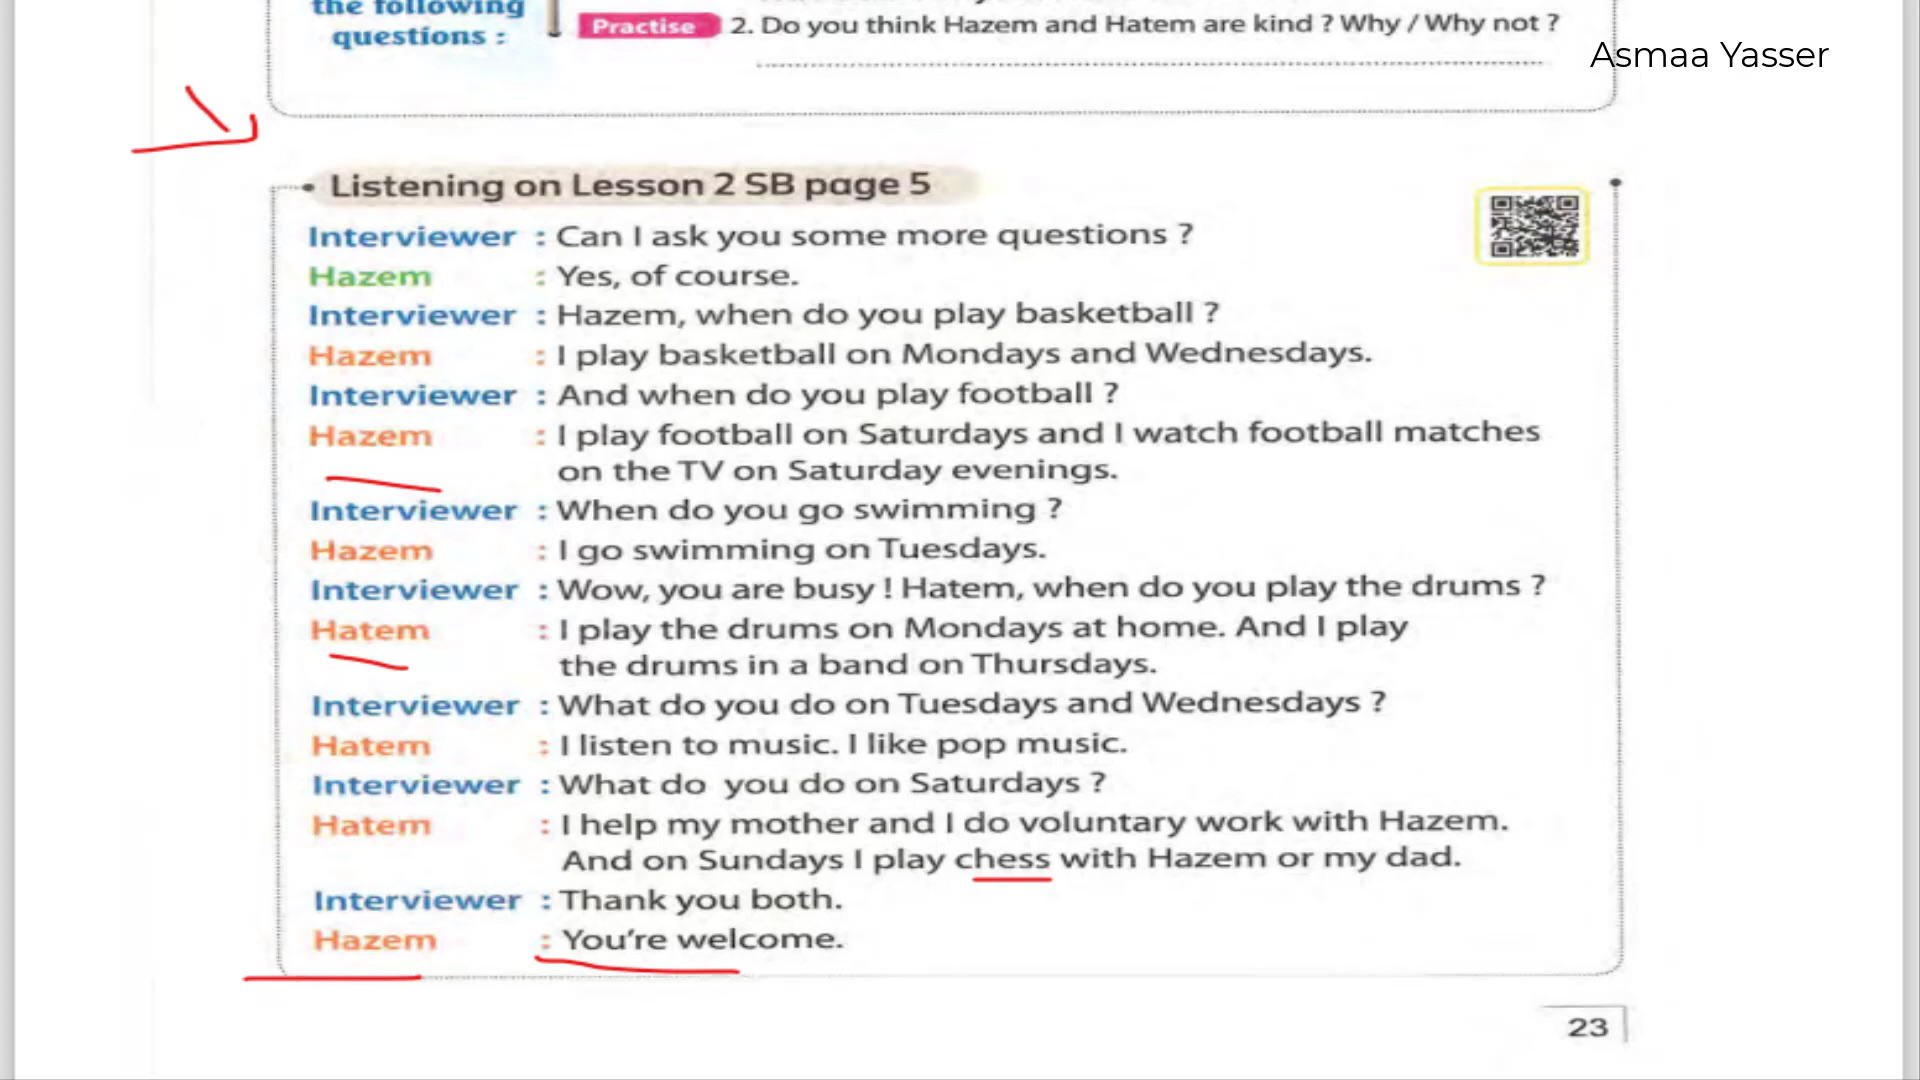 the following
questions :
Practise 2. Do you think Hazem and Hatem are kind ? Why / Why not ?
Asmaa Yasser
Listening on Lesson 2 SB page 5
Interviewer : Can I ask you some more questions ?
Hazem : Yes, of course.
Interviewer : Hazem, when do you play basketball ?
Hazem : I play basketball on Mondays and Wednesdays.
Interviewer : And when do you play football ?
Hazem : I play football on Saturdays and I watch football matches
on the TV on Saturday evenings.
Interviewer : When do you go swimming ?
Hazem : I go swimming on Tuesdays.
Interviewer : Wow, you are busy ! Hatem, when do you play the drums ?
Hatem : I play the drums on Mondays at home. And I play
the drums in a band on Thursdays.
Interviewer : What do you do on Tuesdays and Wednesdays ?
Hatem : I listen to music. I like pop music.
Interviewer : What do you do on Saturdays ?
Hatem : I help my mother and I do voluntary work with Hazem.
And on Sundays I play chess with Hazem or my dad.
Interviewer : Thank you both.
Hazem : You're welcome.
23